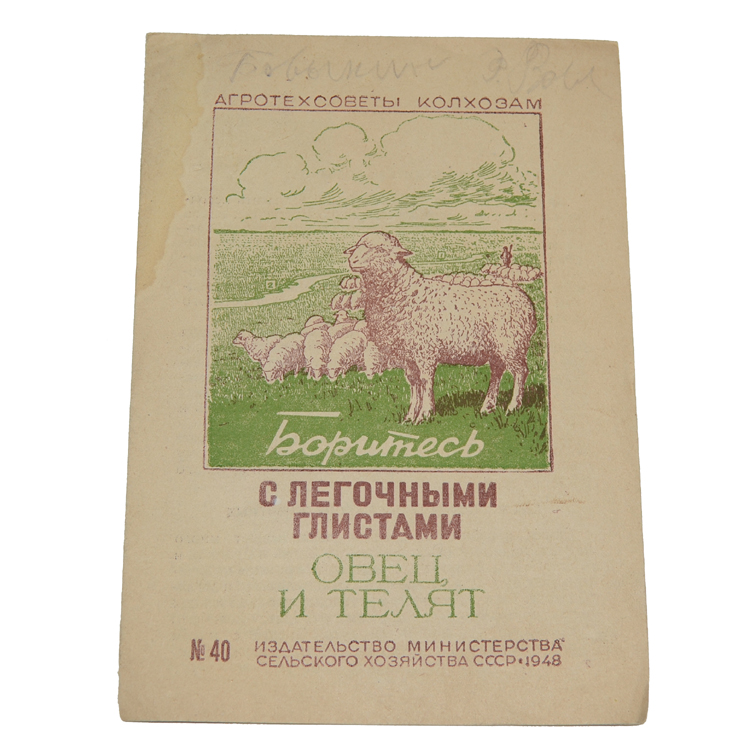 АГРОТЕХСОВЕТЫ КОЛХОЗАМ
Боритесь
С ЛЕГОЧНЫМИ
ГЛИСТАМИ
ОВЕЦ
И ТЕЛЯТ
№ 40 ИЗДАТЕЛЬСТВО МИНИСТЕРСТВА
СЕЛЬСКОГО ХОЗЯЙСТВА СССР • 1948